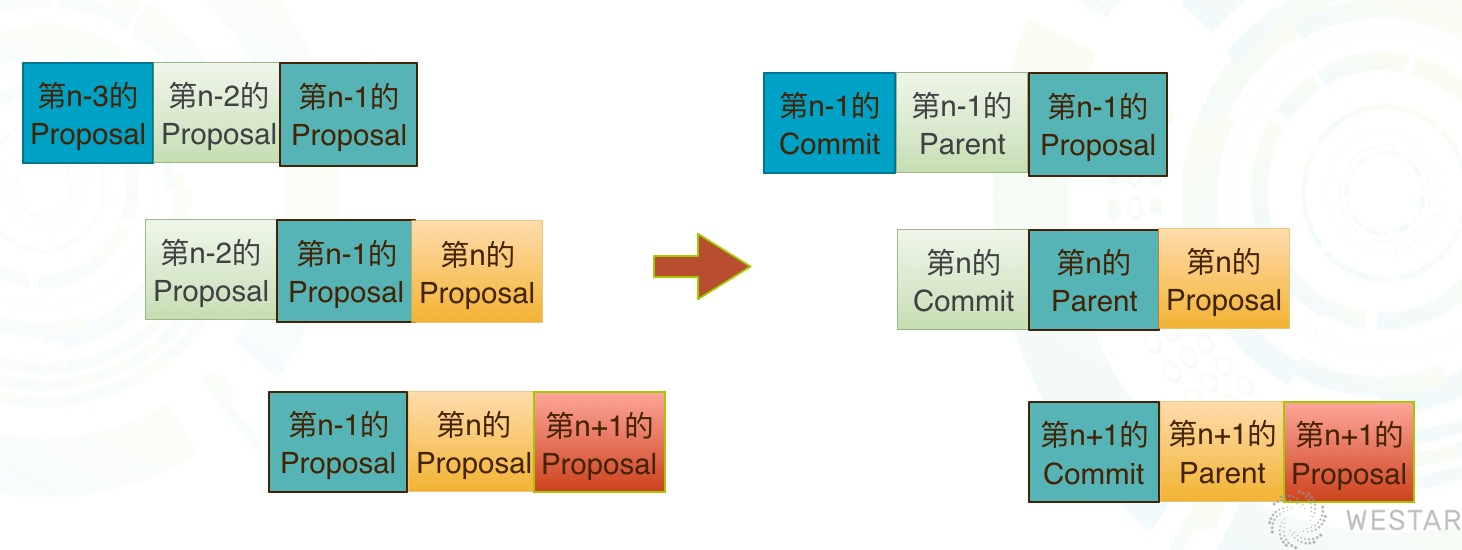 第n-3的
Proposal
第n-2的
Proposal
第n-1的
Proposal
第n-2的
Proposal
第n-1的
Proposal
第n的
Proposal
第n-1的
Proposal
第n的
Proposal
第n+1的
Proposal
第n-1的
Commit
第n-1的
Parent
第n-1的
Proposal
第n的
Commit
第n的
Parent
第n的
Proposal
第n+1的
Commit
第n+1的
Parent
第n+1的
Proposal
WESTAR